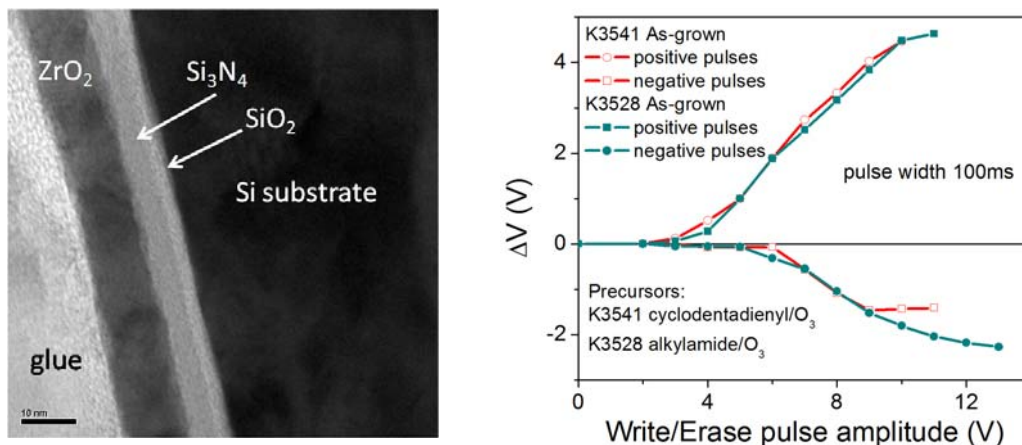 ZrO2
Si3N4
SiO2
Si substrate
glue
10 nm
K3541 As-grown
positive pulses
negative pulses
K3528 As-grown
positive pulses
negative pulses
pulse width 100ms
Precursors:
K3541 cyclodentadienyl/O3
K3528 alkylamide/O3
ΔV (V)
4
2
0
-2
0 4 8 12
Write/Erase pulse amplitude (V)